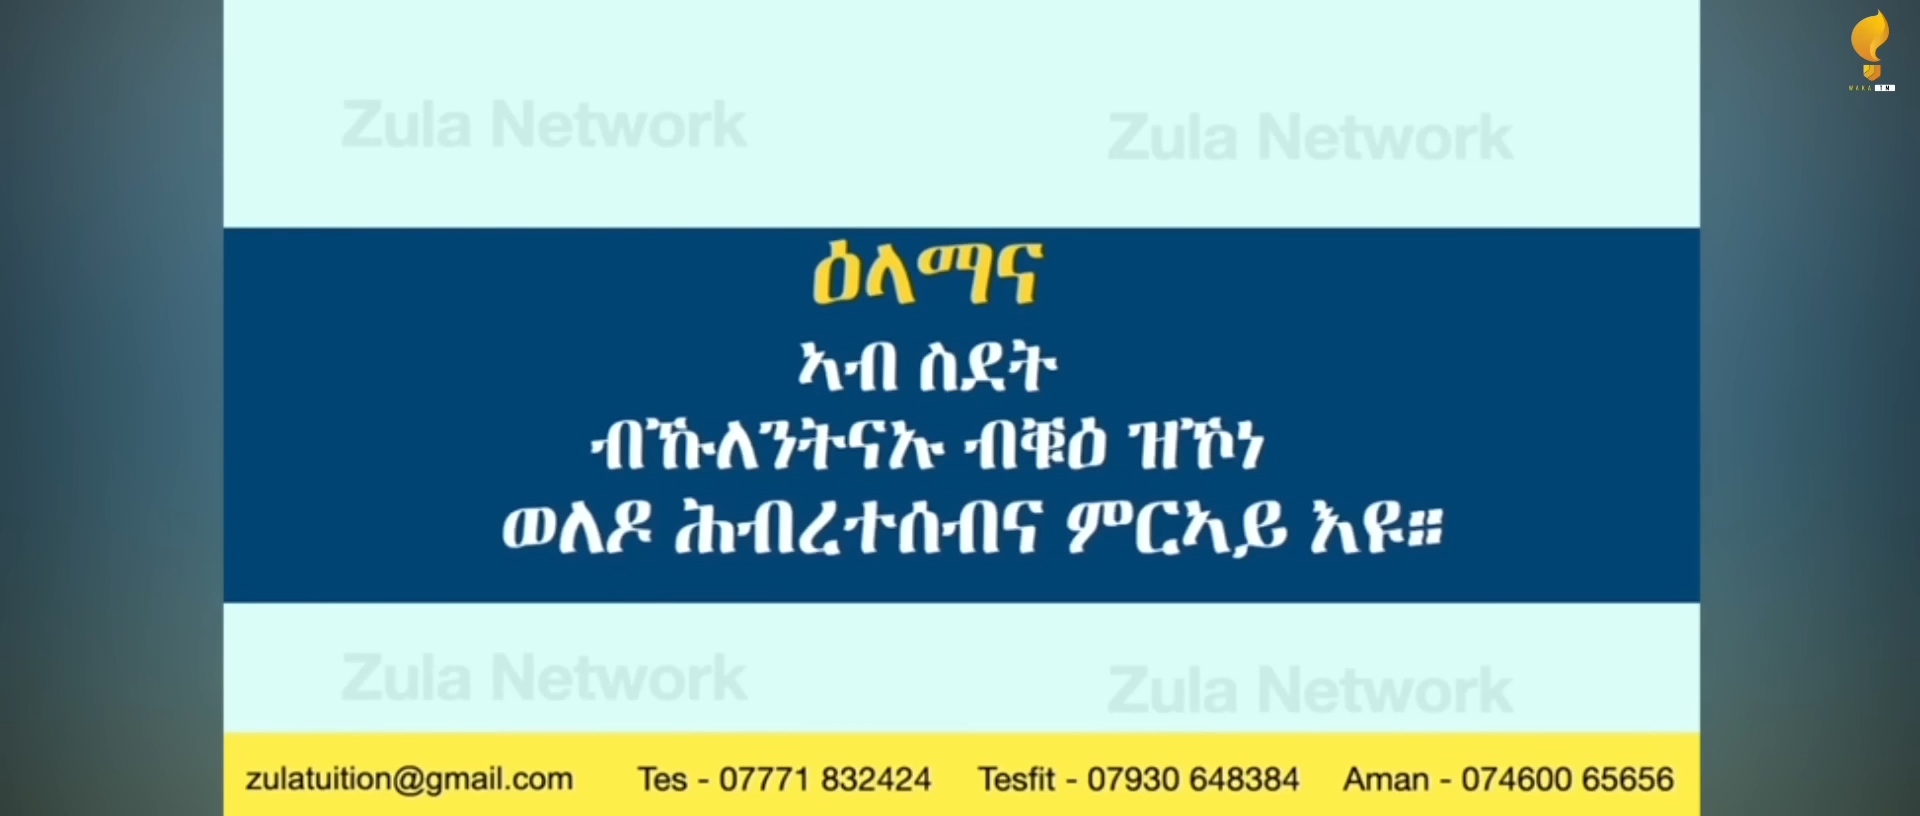 Zula Network Zula Network
ዕላማና
ኣብ ስደት
ብኹለንትናኡ ብቑዕ ዝኾነ
ወለዶ ሕብረተሰብና ምርኣይ እዩ።
Zula Network Zula Network
zulatuition@gmail.com Tes - 07771 832424 Tesfit - 07930 648384 Aman - 074600 65656